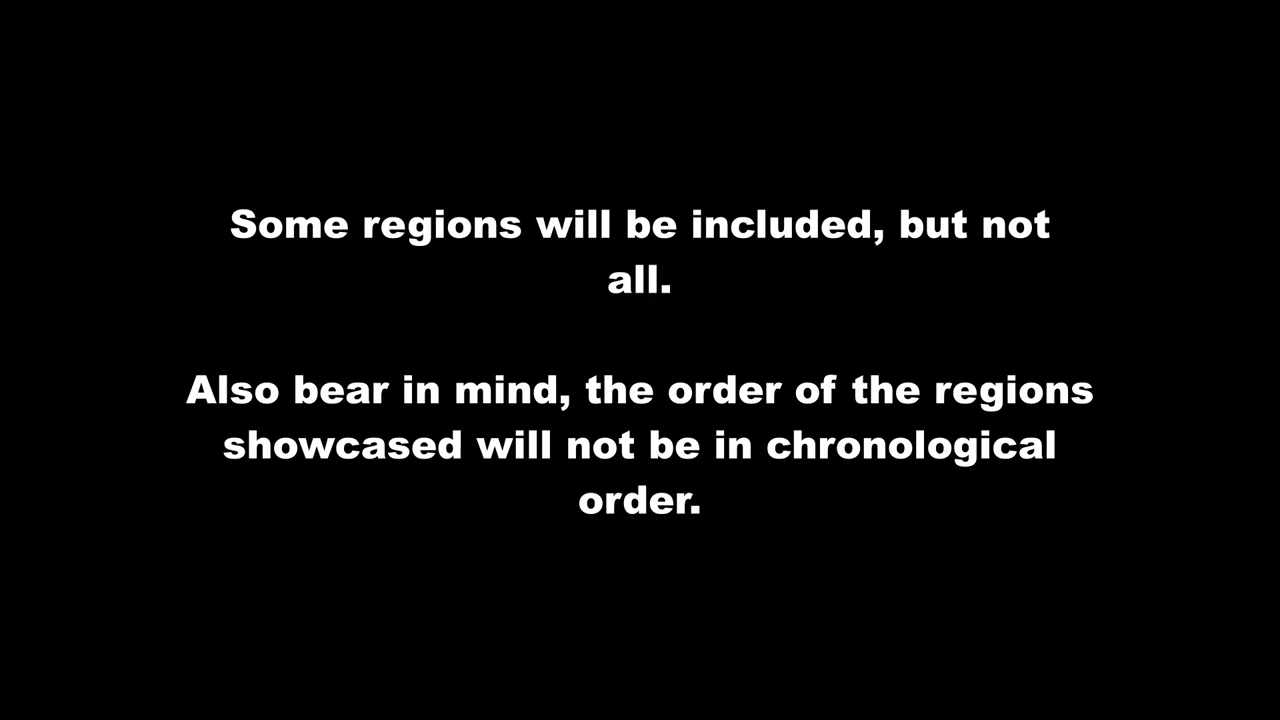 Some regions will be included, but not
all.
Also bear in mind, the order of the regions
showcased will not be in chronological
order.